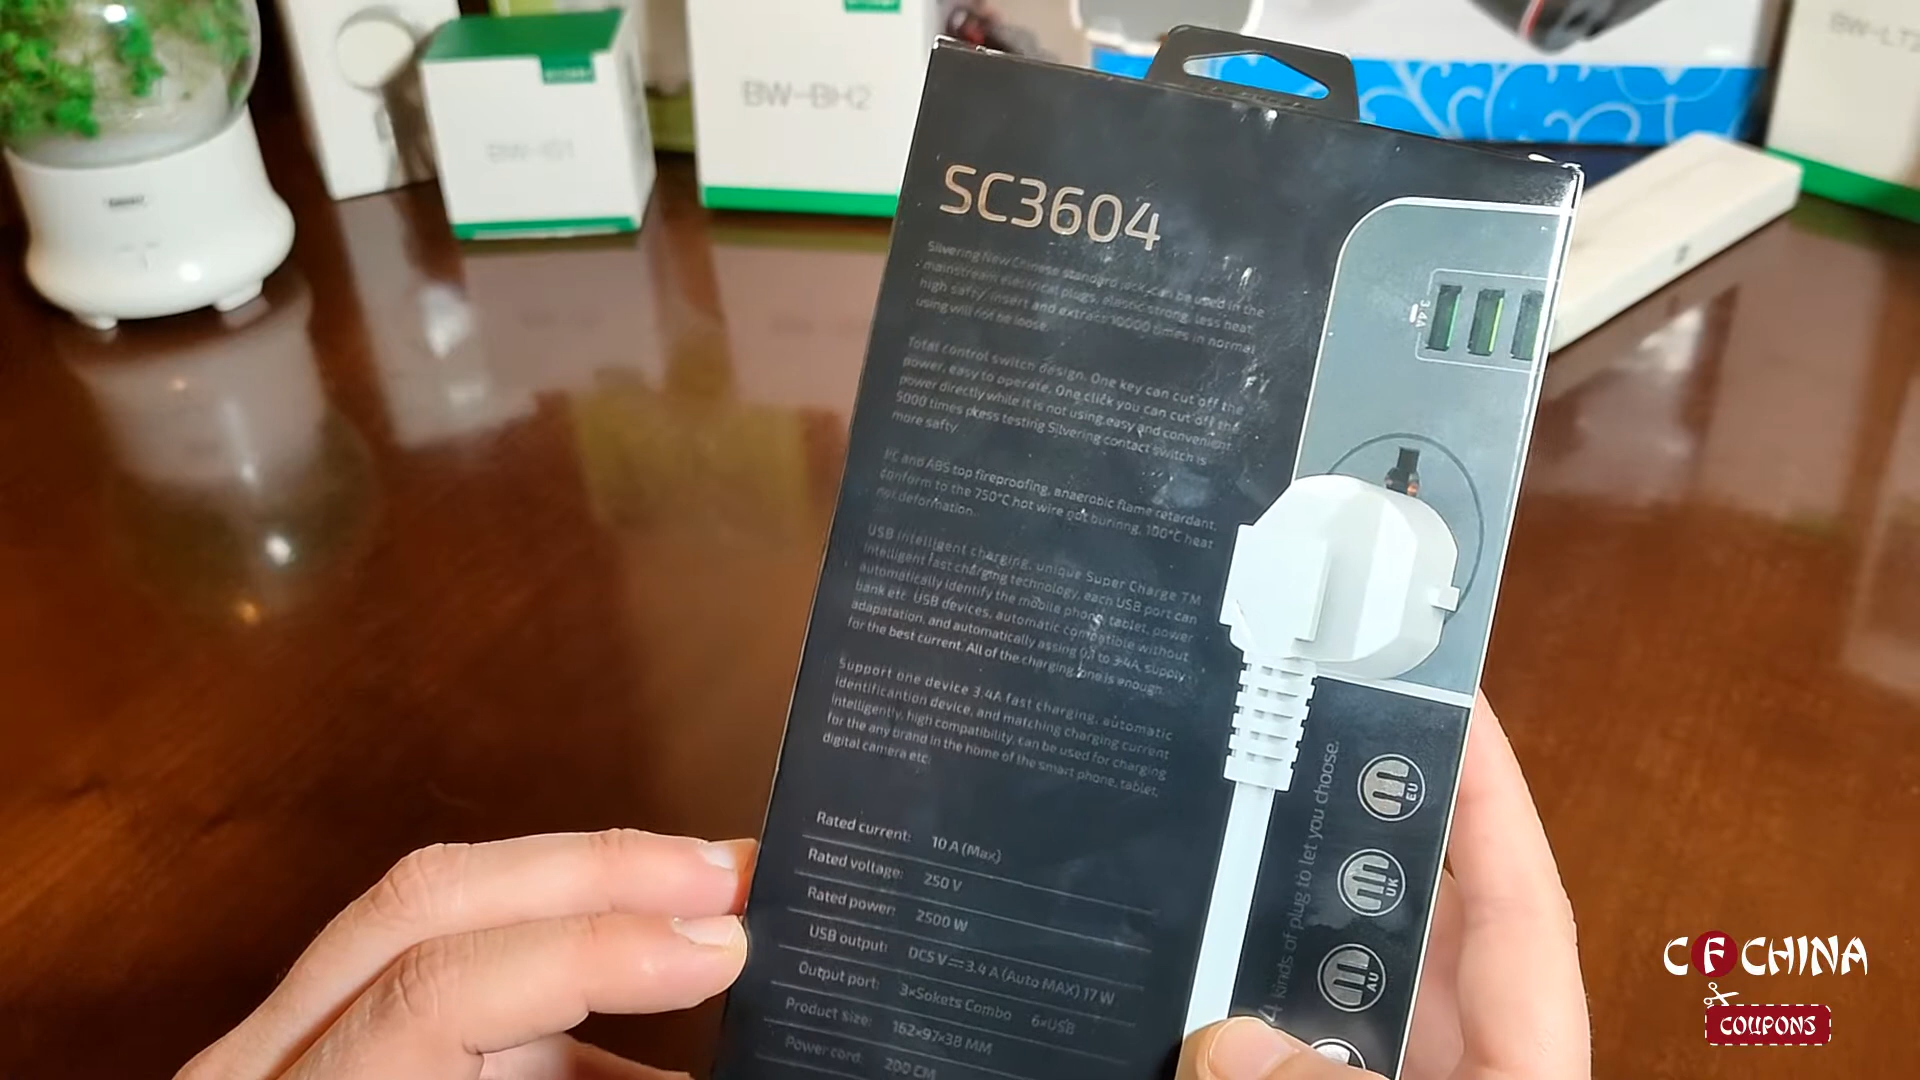 BW-BH2
SC3604
Silvering New Chinese standard jack can be used in the
mainstream electrical plugs, elastic strong, less heat,
high safty, insert and extract 10000 times in normal
using will not be loose.
Total control switch design. One key can cut off the
power, easy to operate. One click you can cut off the
power directly while it is not using,easy and convenient
5000 times press testing Silvering contact switch is
more safty.
PC and ABS top fireproofing, anaerobic flame retardant,
conform to the 750°C hot wire not burining, 100°C heat
not deformation.
USB intelligent charging, unique Super Charge TM
intelligent fast charging technology, each USB port can
automatically identify the mobile phone, tablet, power
bank etc. USB devices, automatic compatible without
adapatation, and automatically assing up to 3.4A, supply
for the best current. All of the charging one is enough.
Support one device 3.4A fast charging, automatic
identificantion device, and matching charging current
intelligently, high compatibility, can be used for charging
for the any brand in the home of the smart phone, tablet,
digital camera etc.
Rated current: 10 A (Max)
Rated voltage: 250 V
Rated power: 2500 W
USB output: DC5 V⎓3.4 A (Auto MAX) 17 W
Output port: 3×Sokets Combo 6×USB
Product size: 162×97×38 MM
Power cord: 200 CM
3.4A
4 kinds of plug to let you choose.
EU
UK
AU
CFCHINA
COUPONS